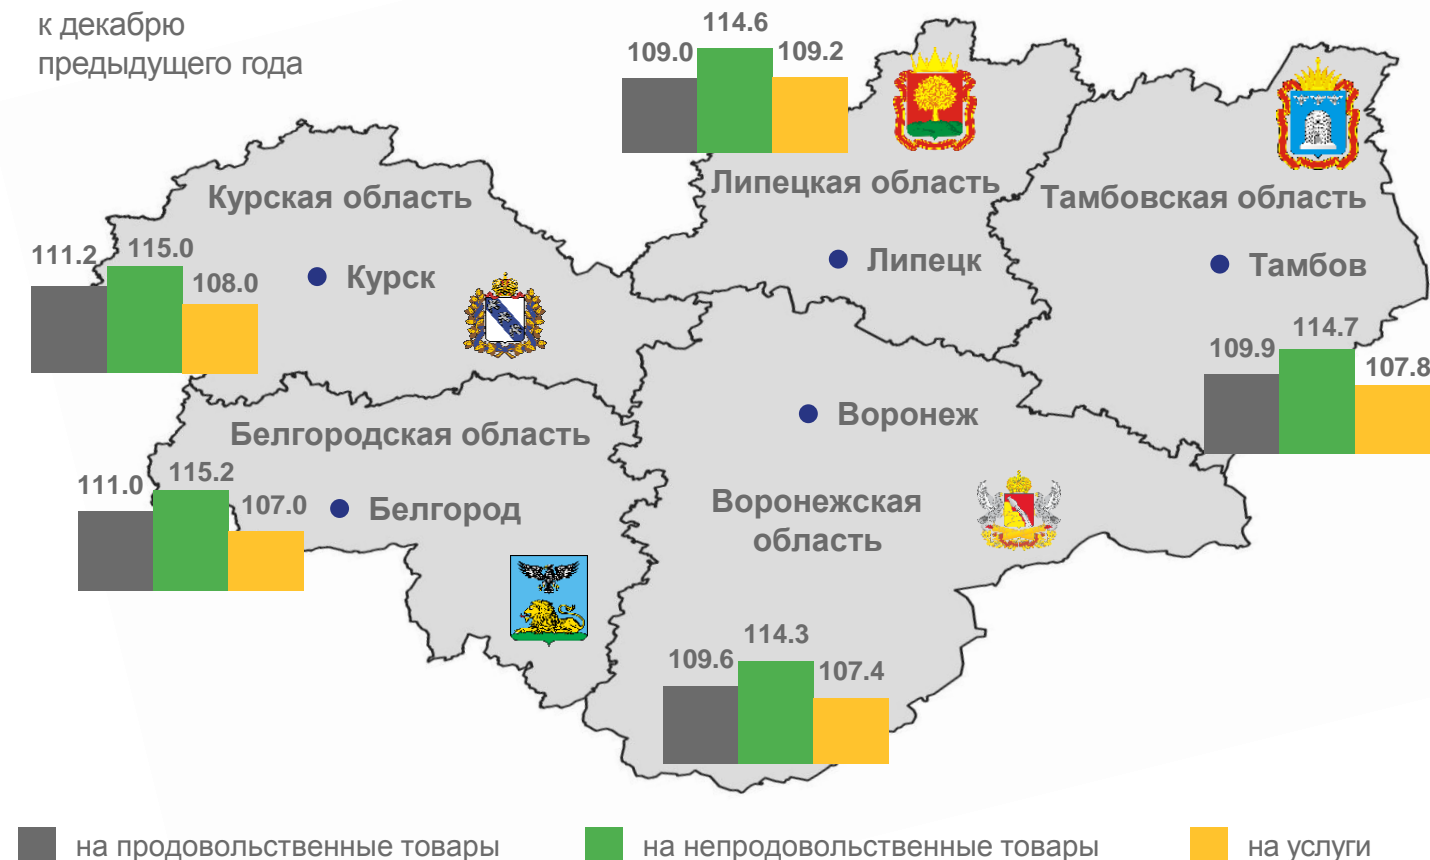 к декабрю
предыдущего года
114.6
109.0
109.2
Липецкая область
Липецк
Тамбовская область
Тамбов
114.7
109.9
107.8
Курская область
115.0
111.2
108.0
Курск
Белгородская область
115.2
111.0
107.0
Белгород
Воронеж
Воронежская
область
114.3
109.6
107.4
на продовольственные товары
на непродовольственные товары
на услуги